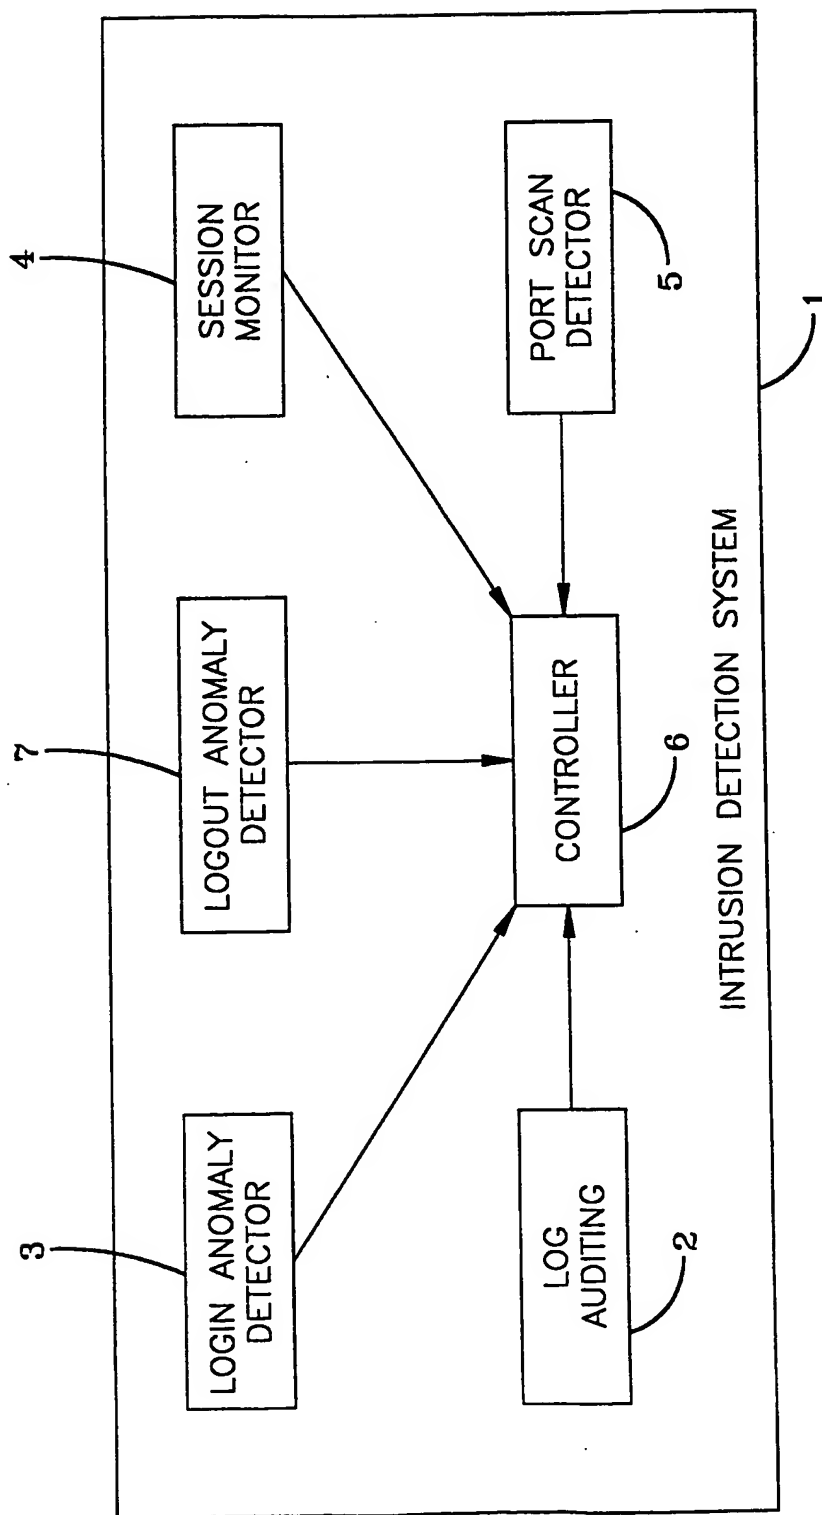 3
7
4
LOGIN ANOMALY
DETECTOR
LOGOUT ANOMALY
DETECTOR
SESSION
MONITOR
LOG
AUDITING
2
CONTROLLER
6
PORT SCAN
DETECTOR
5
INTRUSION DETECTION SYSTEM
1